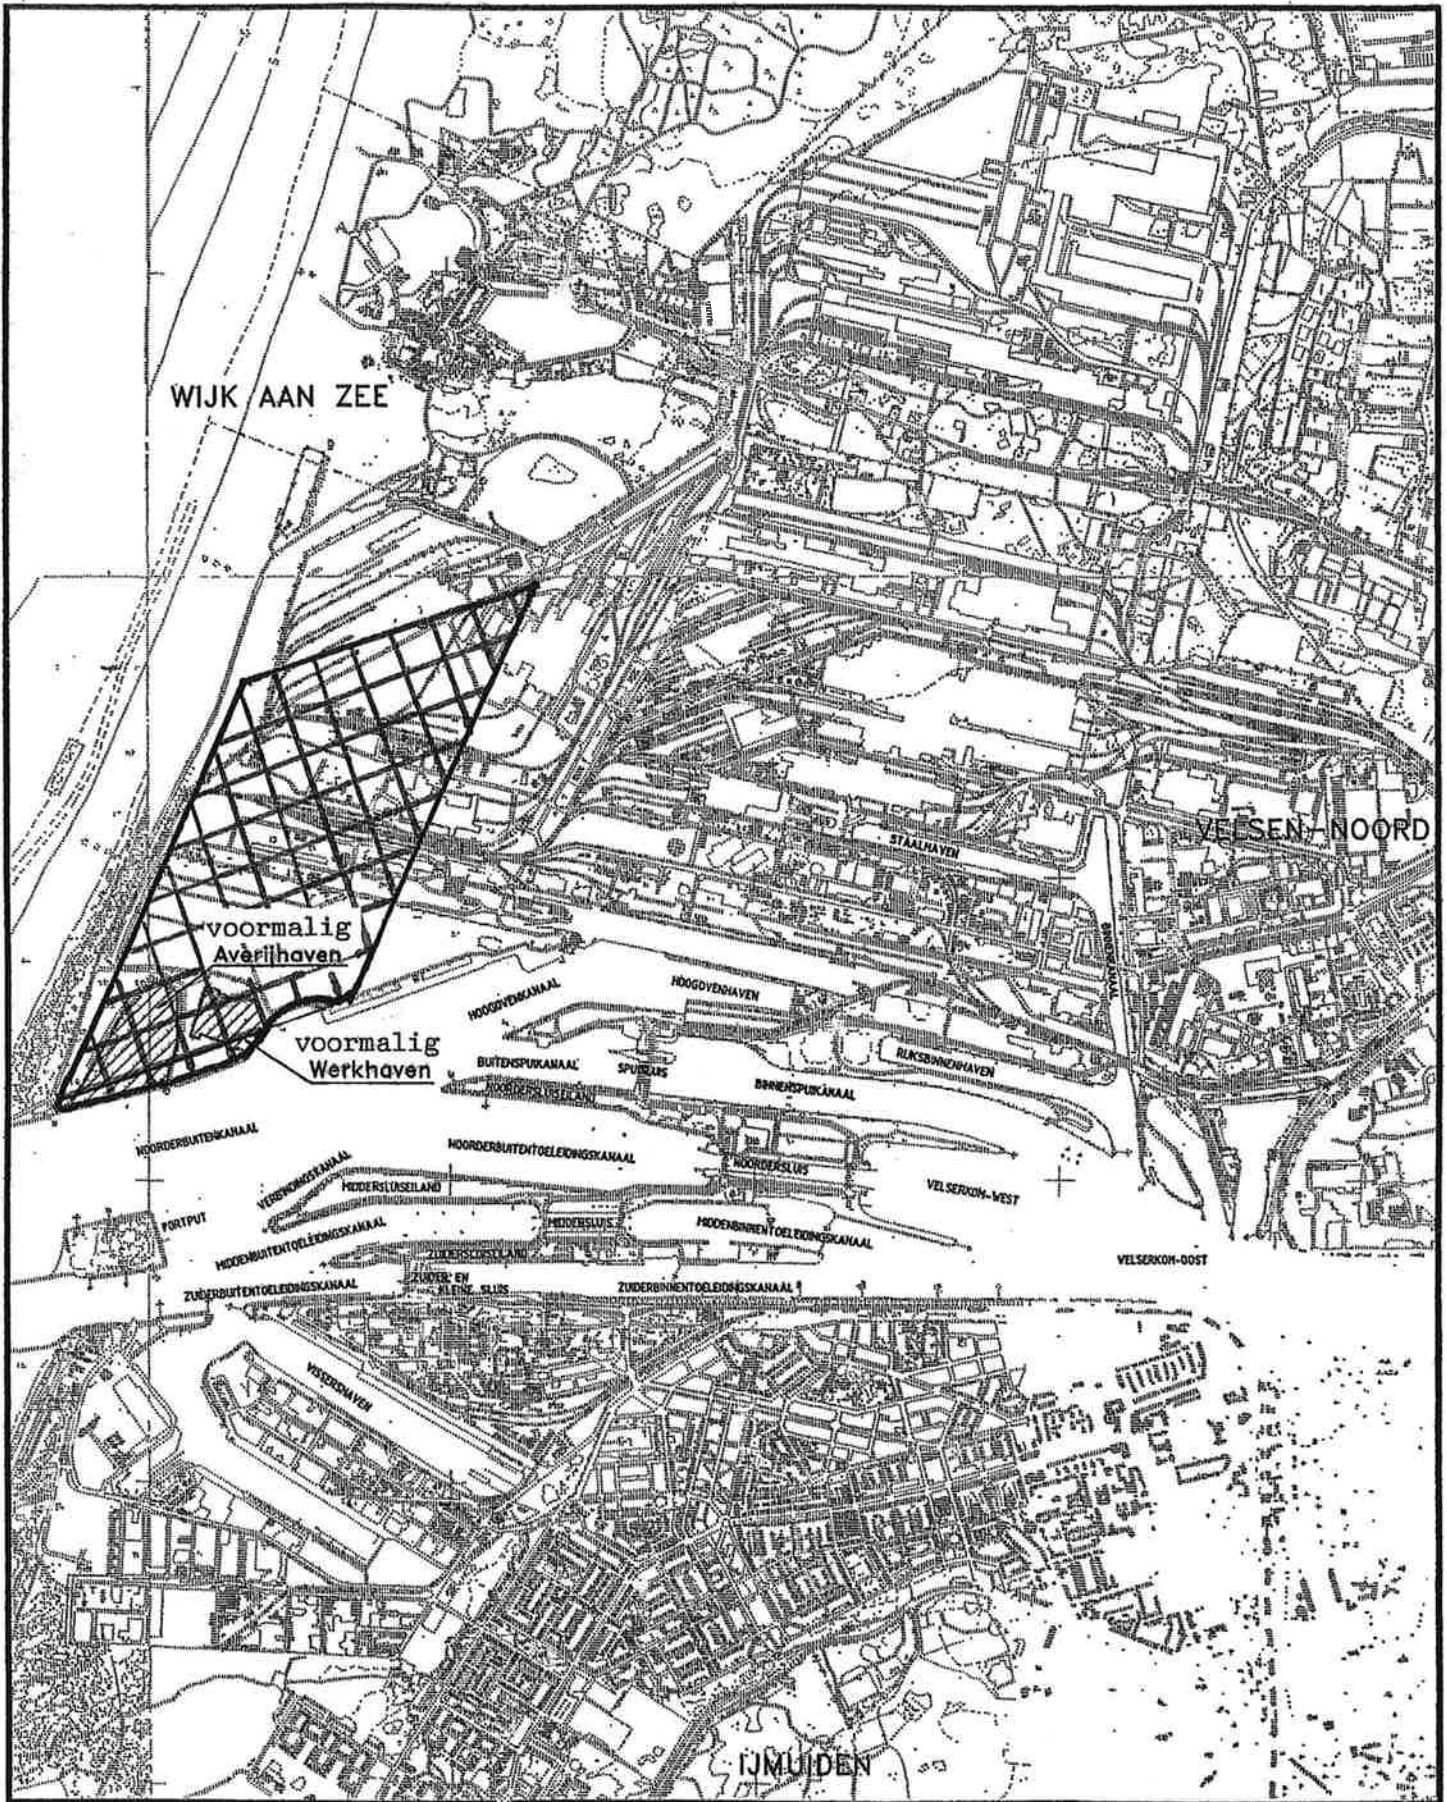 WIJK AAN ZEE
VELSEN-NOORD
STAALHAVEN
voormalig
Averijhaven
HOOGOVENKANAAL
HOOGOVENHAVEN
voormalig
Werkhaven
BUITENSPUIKANAAL
SPUISLUIS
RIJKSBINNENHAVEN
NOORDERSLUISEILAND
BINNENSPUIKANAAL
NOORDERBUITENKANAAL
NOORDERBUITENTOELEIDINGSKANAAL
NOORDERSLUIS
VERBINDINGSKANAAL
MIDDERSLUISEILAND
VELSERKOM-WEST
PORTPUT
MIDDERSLUIS
MIDDENBUITENTOELEIDINGSKANAAL
MIDDENBINNENTOELEIDINGSKANAAL
ZUIDERSLUISEILAND
VELSERKOM-OOST
ZUIDERBUITENTOELEIDINGSKANAAL
ZUIDER- EN
KLEINE SLUIS
ZUIDERBINNENTOELEIDINGSKANAAL
VISSERSHAVEN
IJMUIDEN